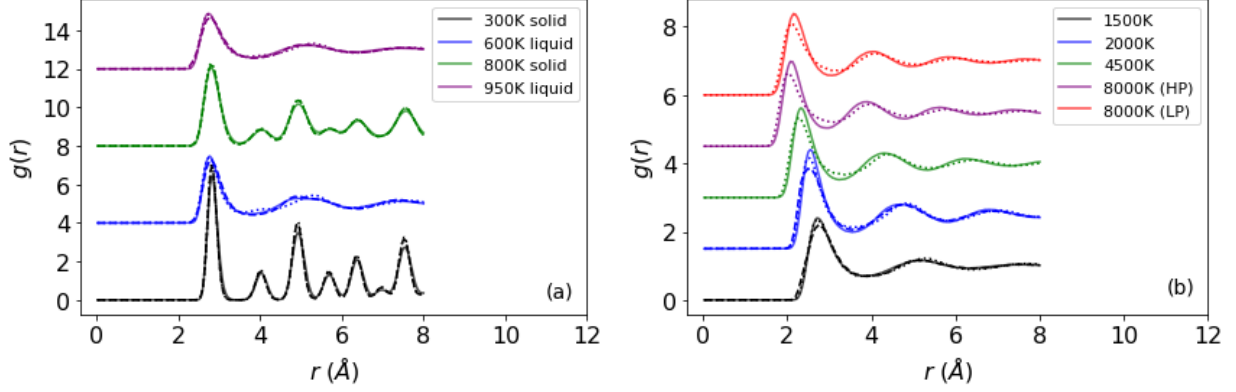 g(r)
14
12
10
8
6
4
2
0
300K solid
600K liquid
800K solid
950K liquid
(a)
0 2 4 6 8 10 12
r (Å)
g(r)
8
6
4
2
0
1500K
2000K
4500K
8000K (HP)
8000K (LP)
(b)
0 2 4 6 8 10 12
r (Å)